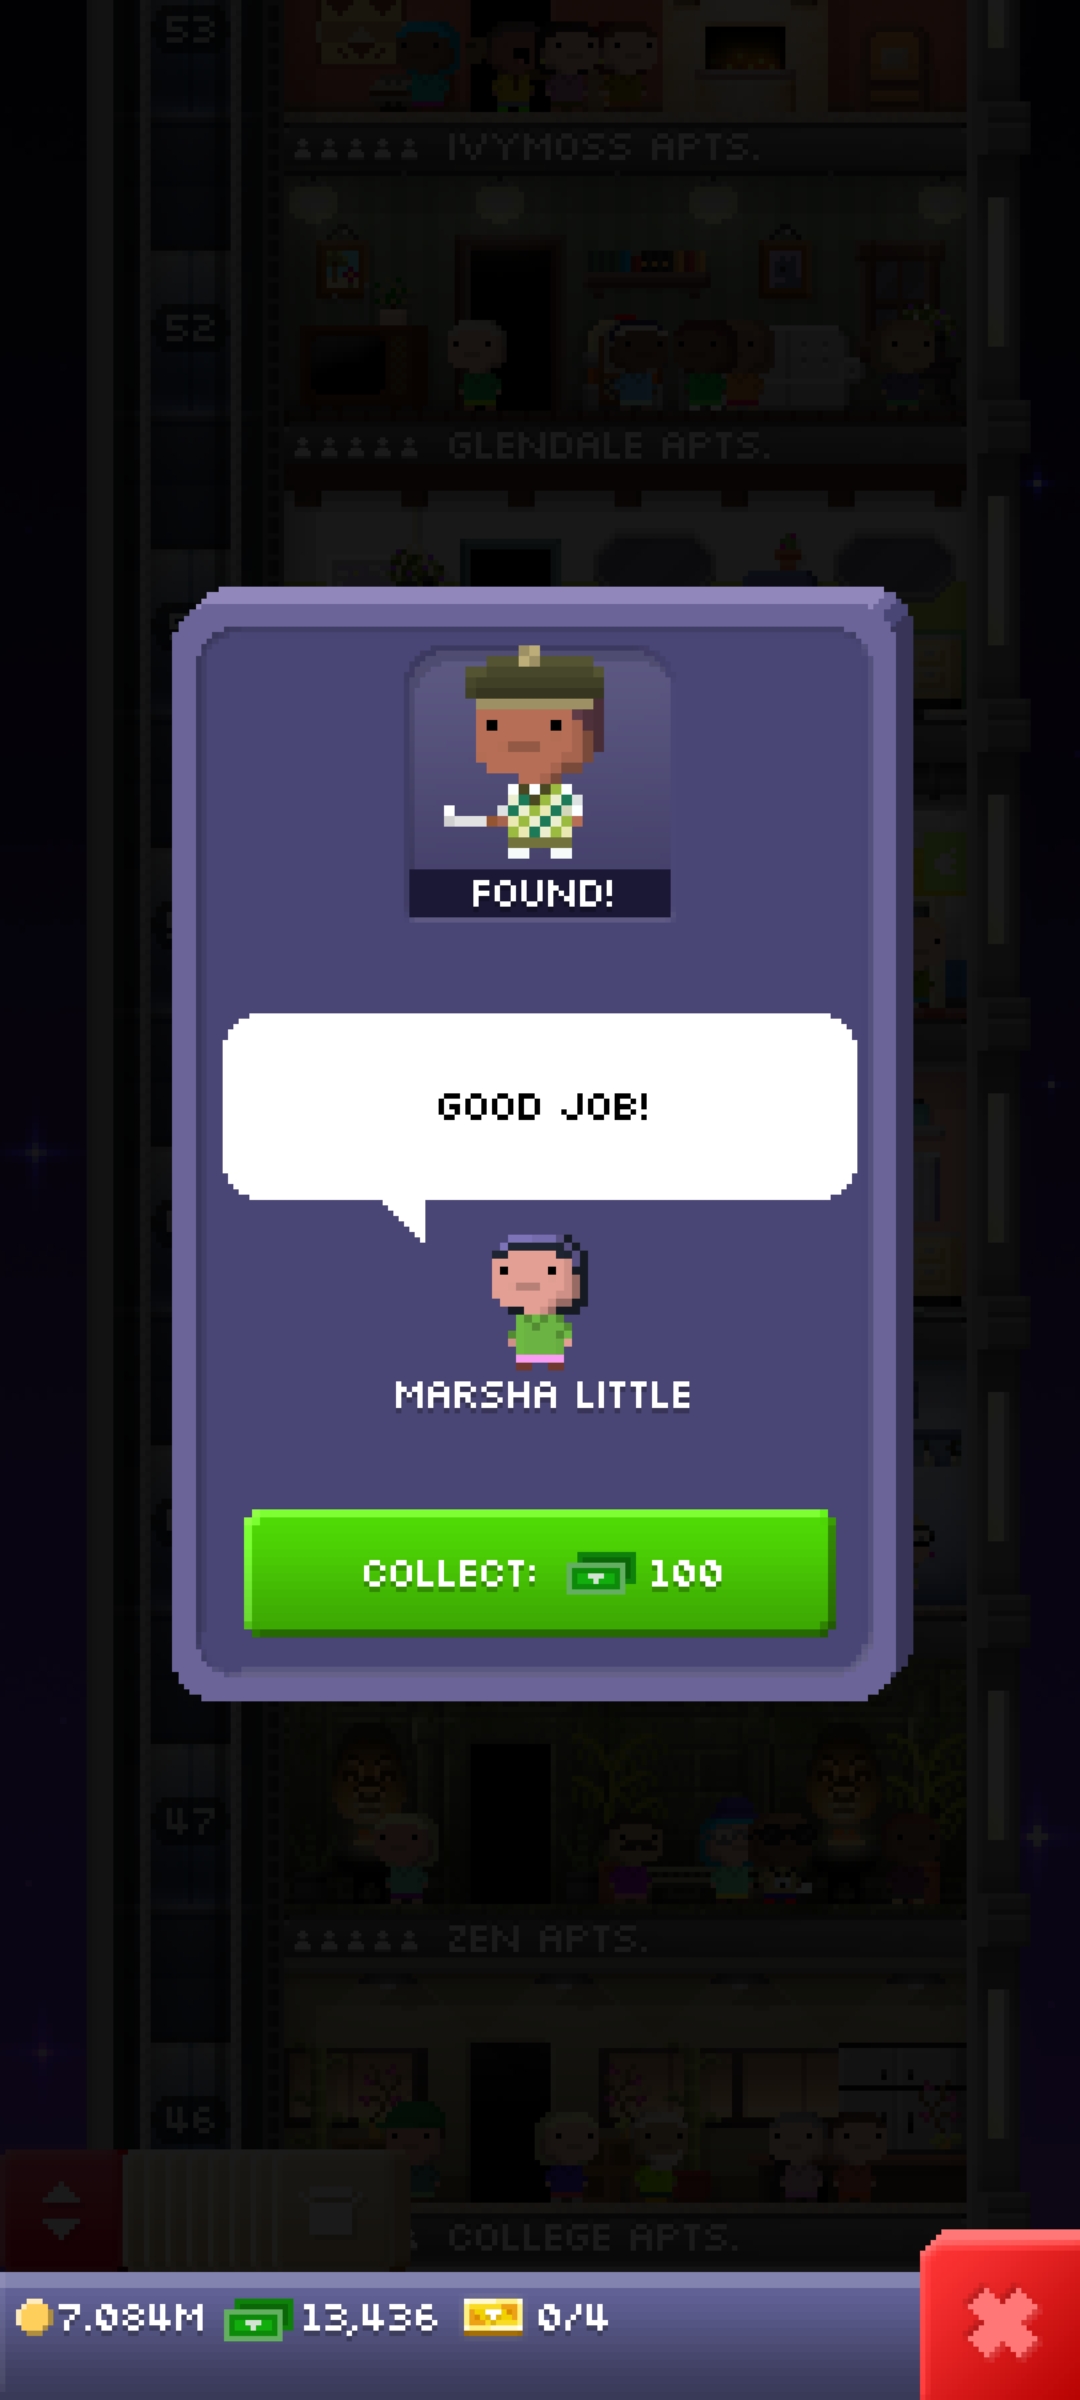 53
IVYMOSS APTS.
52
GLENDALE APTS.
FOUND!
GOOD JOB!
MARSHA LITTLE
COLLECT: 100
47
ZEN APTS.
46
COLLEGE APTS.
7.084M 13,436 0/4